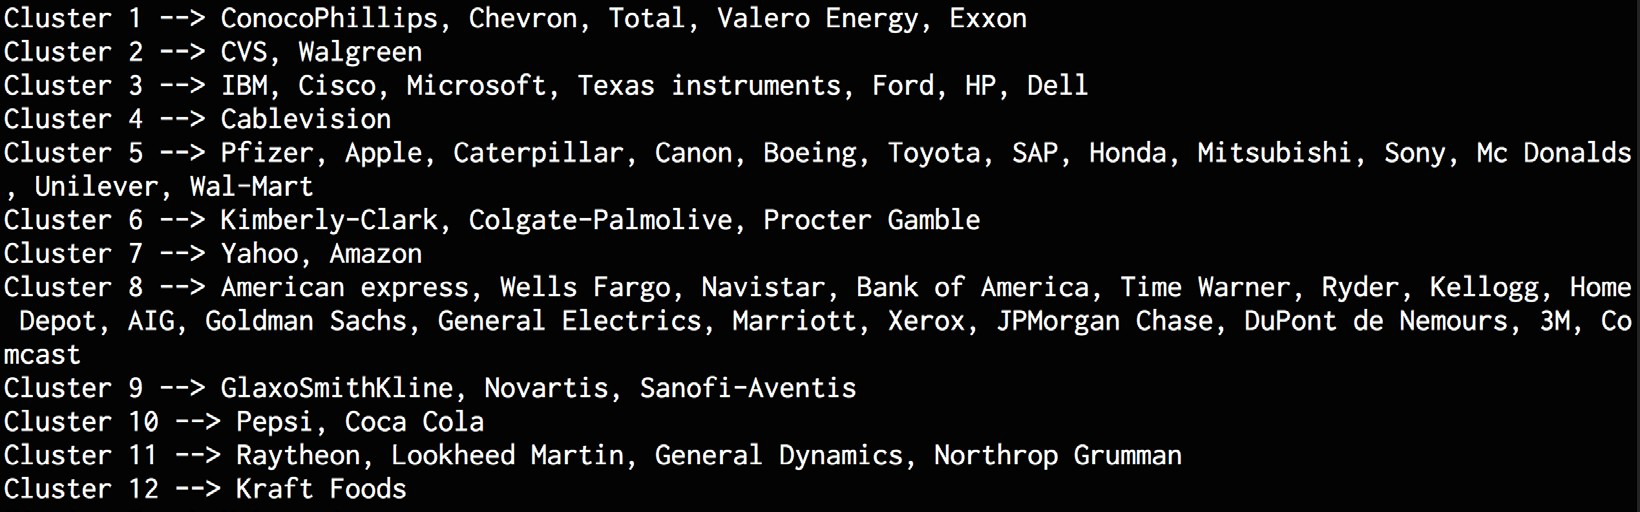 Cluster 1 --> ConocoPhillips, Chevron, Total, Valero Energy, Exxon
Cluster 2 --> CVS, Walgreen
Cluster 3 --> IBM, Cisco, Microsoft, Texas instruments, Ford, HP, Dell
Cluster 4 --> Cablevision
Cluster 5 --> Pfizer, Apple, Caterpillar, Canon, Boeing, Toyota, SAP, Honda, Mitsubishi, Sony, Mc Donalds
, Unilever, Wal-Mart
Cluster 6 --> Kimberly-Clark, Colgate-Palmolive, Procter Gamble
Cluster 7 --> Yahoo, Amazon
Cluster 8 --> American express, Wells Fargo, Navistar, Bank of America, Time Warner, Ryder, Kellogg, Home
 Depot, AIG, Goldman Sachs, General Electrics, Marriott, Xerox, JPMorgan Chase, DuPont de Nemours, 3M, Co
mcast
Cluster 9 --> GlaxoSmithKline, Novartis, Sanofi-Aventis
Cluster 10 --> Pepsi, Coca Cola
Cluster 11 --> Raytheon, Lookheed Martin, General Dynamics, Northrop Grumman
Cluster 12 --> Kraft Foods